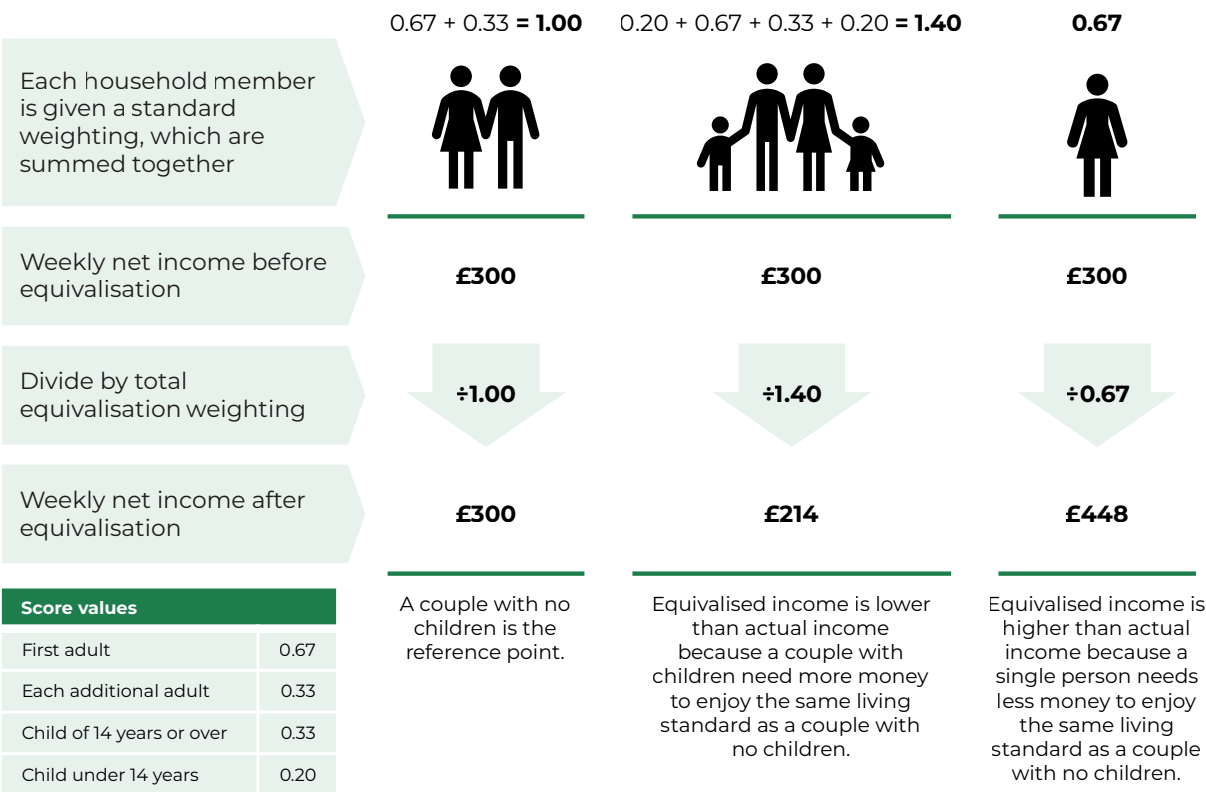 0.67 + 0.33 = 1.00
0.20 + 0.67 + 0.33 + 0.20 = 1.40
0.67
Each household member
is given a standard
weighting, which are
summed together
Weekly net income before
equivalisation
£300
£300
£300
Divide by total
equivalisation weighting
÷1.00
÷1.40
÷0.67
Weekly net income after
equivalisation
£300
£214
£448
Score values
First adult 0.67
Each additional adult 0.33
Child of 14 years or over 0.33
Child under 14 years 0.20
A couple with no
children is the
reference point.
Equivalised income is lower
than actual income
because a couple with
children need more money
to enjoy the same living
standard as a couple with
no children.
Equivalised income is
higher than actual
income because a
single person needs
less money to enjoy
the same living
standard as a couple
with no children.